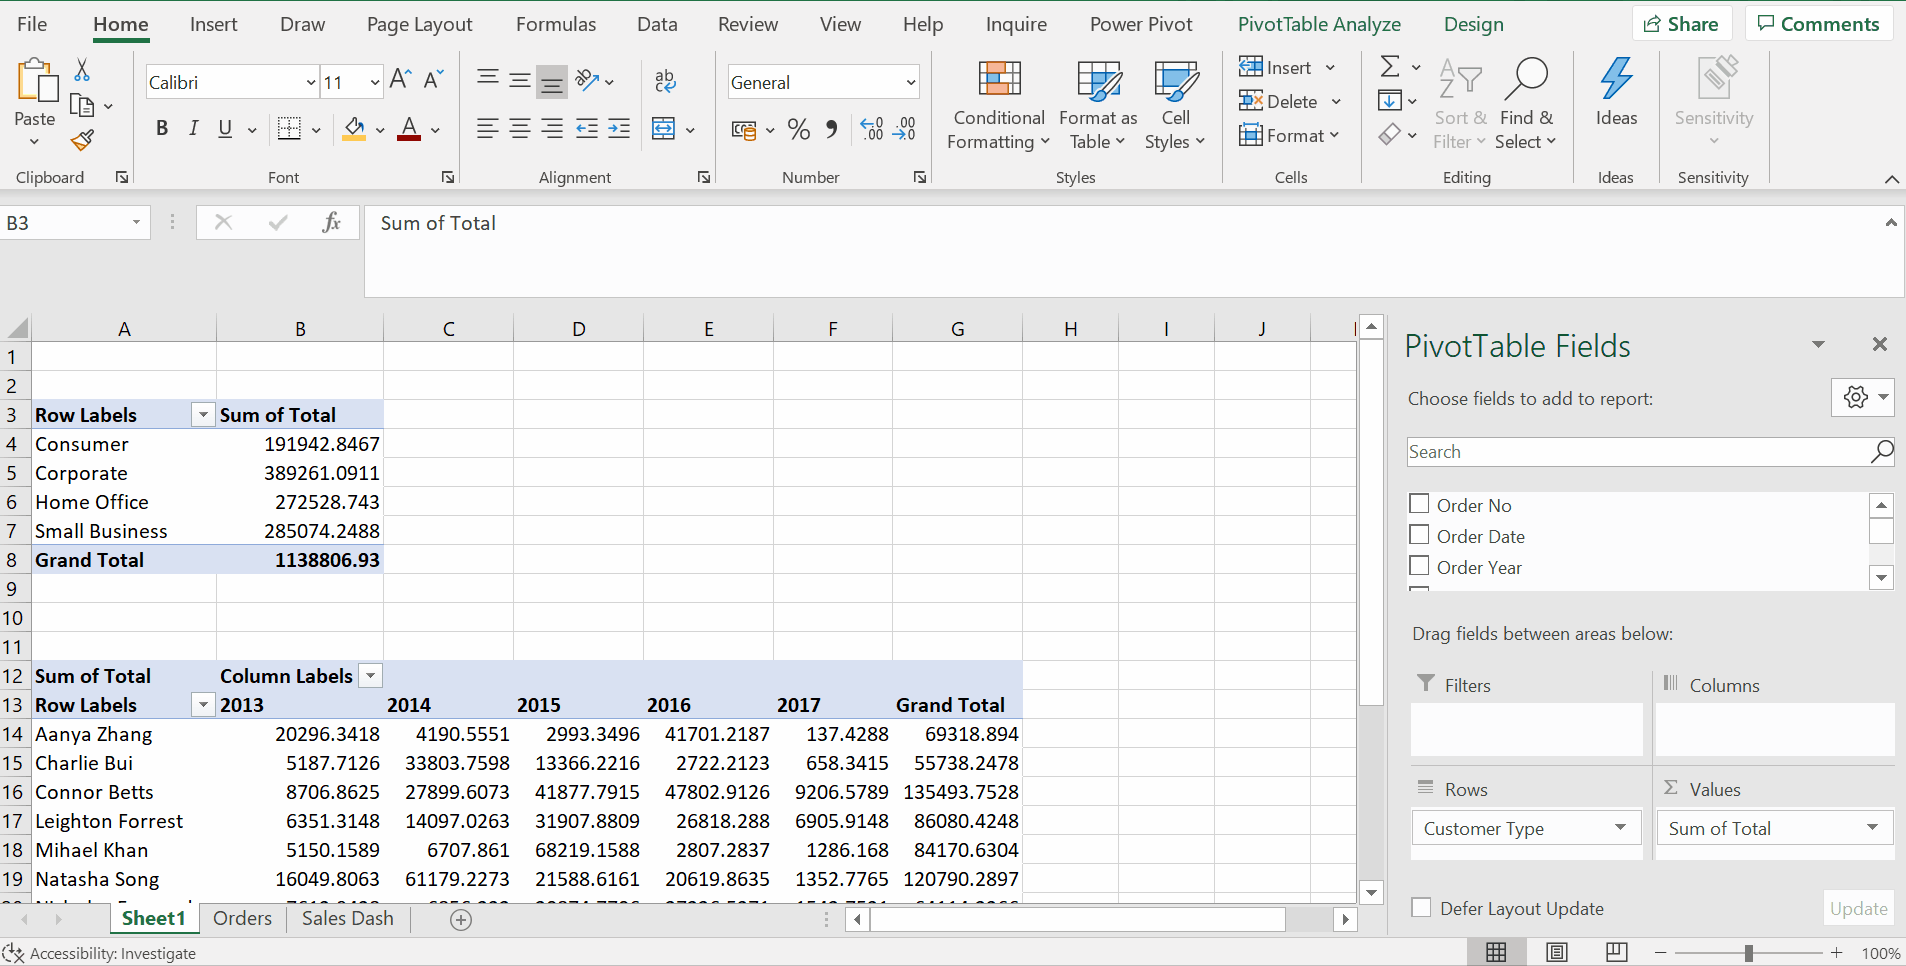 File Home Insert Draw Page Layout Formulas Data Review View Help Inquire Power Pivot PivotTable Analyze Design Share Comments
Calibri 11 General Insert
Delete
Format
Paste Conditional Formatting Format as Table Cell Styles Sort & Filter Find & Select Ideas Sensitivity
B I U
Clipboard Font Alignment Number Styles Cells Editing Ideas Sensitivity
B3 fx Sum of Total
A B C D E F G H I J
1
2
3 Row Labels Sum of Total
4 Consumer 191942.8467
5 Corporate 389261.0911
6 Home Office 272528.743
7 Small Business 285074.2488
8 Grand Total 1138806.93
9
10
11
12 Sum of Total Column Labels
13 Row Labels 2013 2014 2015 2016 2017 Grand Total
14 Aanya Zhang 20296.3418 4190.5551 2993.3496 41701.2187 137.4288 69318.894
15 Charlie Bui 5187.7126 33803.7598 13366.2216 2722.2123 658.3415 55738.2478
16 Connor Betts 8706.8625 27899.6073 41877.7915 47802.9126 9206.5789 135493.7528
17 Leighton Forrest 6351.3148 14097.0263 31907.8809 26818.288 6905.9148 86080.4248
18 Mihael Khan 5150.1589 6707.861 68219.1588 2807.2837 1286.168 84170.6304
19 Natasha Song 16049.8063 61179.2273 21588.6161 20619.8635 1352.7765 120790.2897
Sheet1 Orders Sales Dash
Accessibility: Investigate
PivotTable Fields
Choose fields to add to report:
Search
Order No
Order Date
Order Year
Drag fields between areas below:
Filters Columns
Rows Σ Values
Customer Type Sum of Total
Defer Layout Update Update
100%